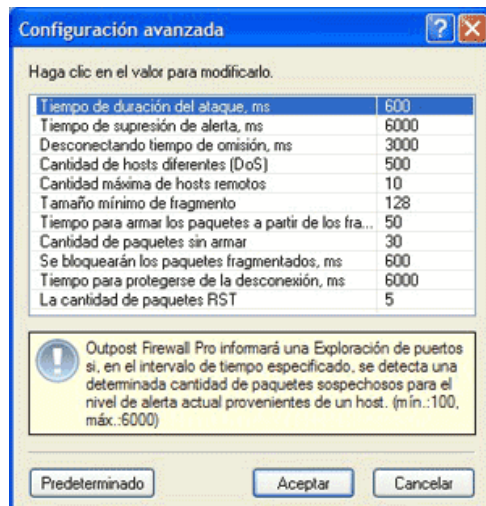 Configuración avanzada
Haga clic en el valor para modificarlo.
Tiempo de duración del ataque, ms 600
Tiempo de supresión de alerta, ms 6000
Desconectando tiempo de omisión, ms 3000
Cantidad de hosts diferentes (DoS) 500
Cantidad máxima de hosts remotos 10
Tamaño mínimo de fragmento 128
Tiempo para armar los paquetes a partir de los fra... 50
Cantidad de paquetes sin armar 30
Se bloquearán los paquetes fragmentados, ms 600
Tiempo para protegerse de la desconexión, ms 6000
La cantidad de paquetes RST 5
Outpost Firewall Pro informará una Exploración de puertos
si, en el intervalo de tiempo especificado, se detecta una
determinada cantidad de paquetes sospechosos para el
nivel de alerta actual provenientes de un host. (mín.:100,
máx.:6000)
Predeterminado Aceptar Cancelar